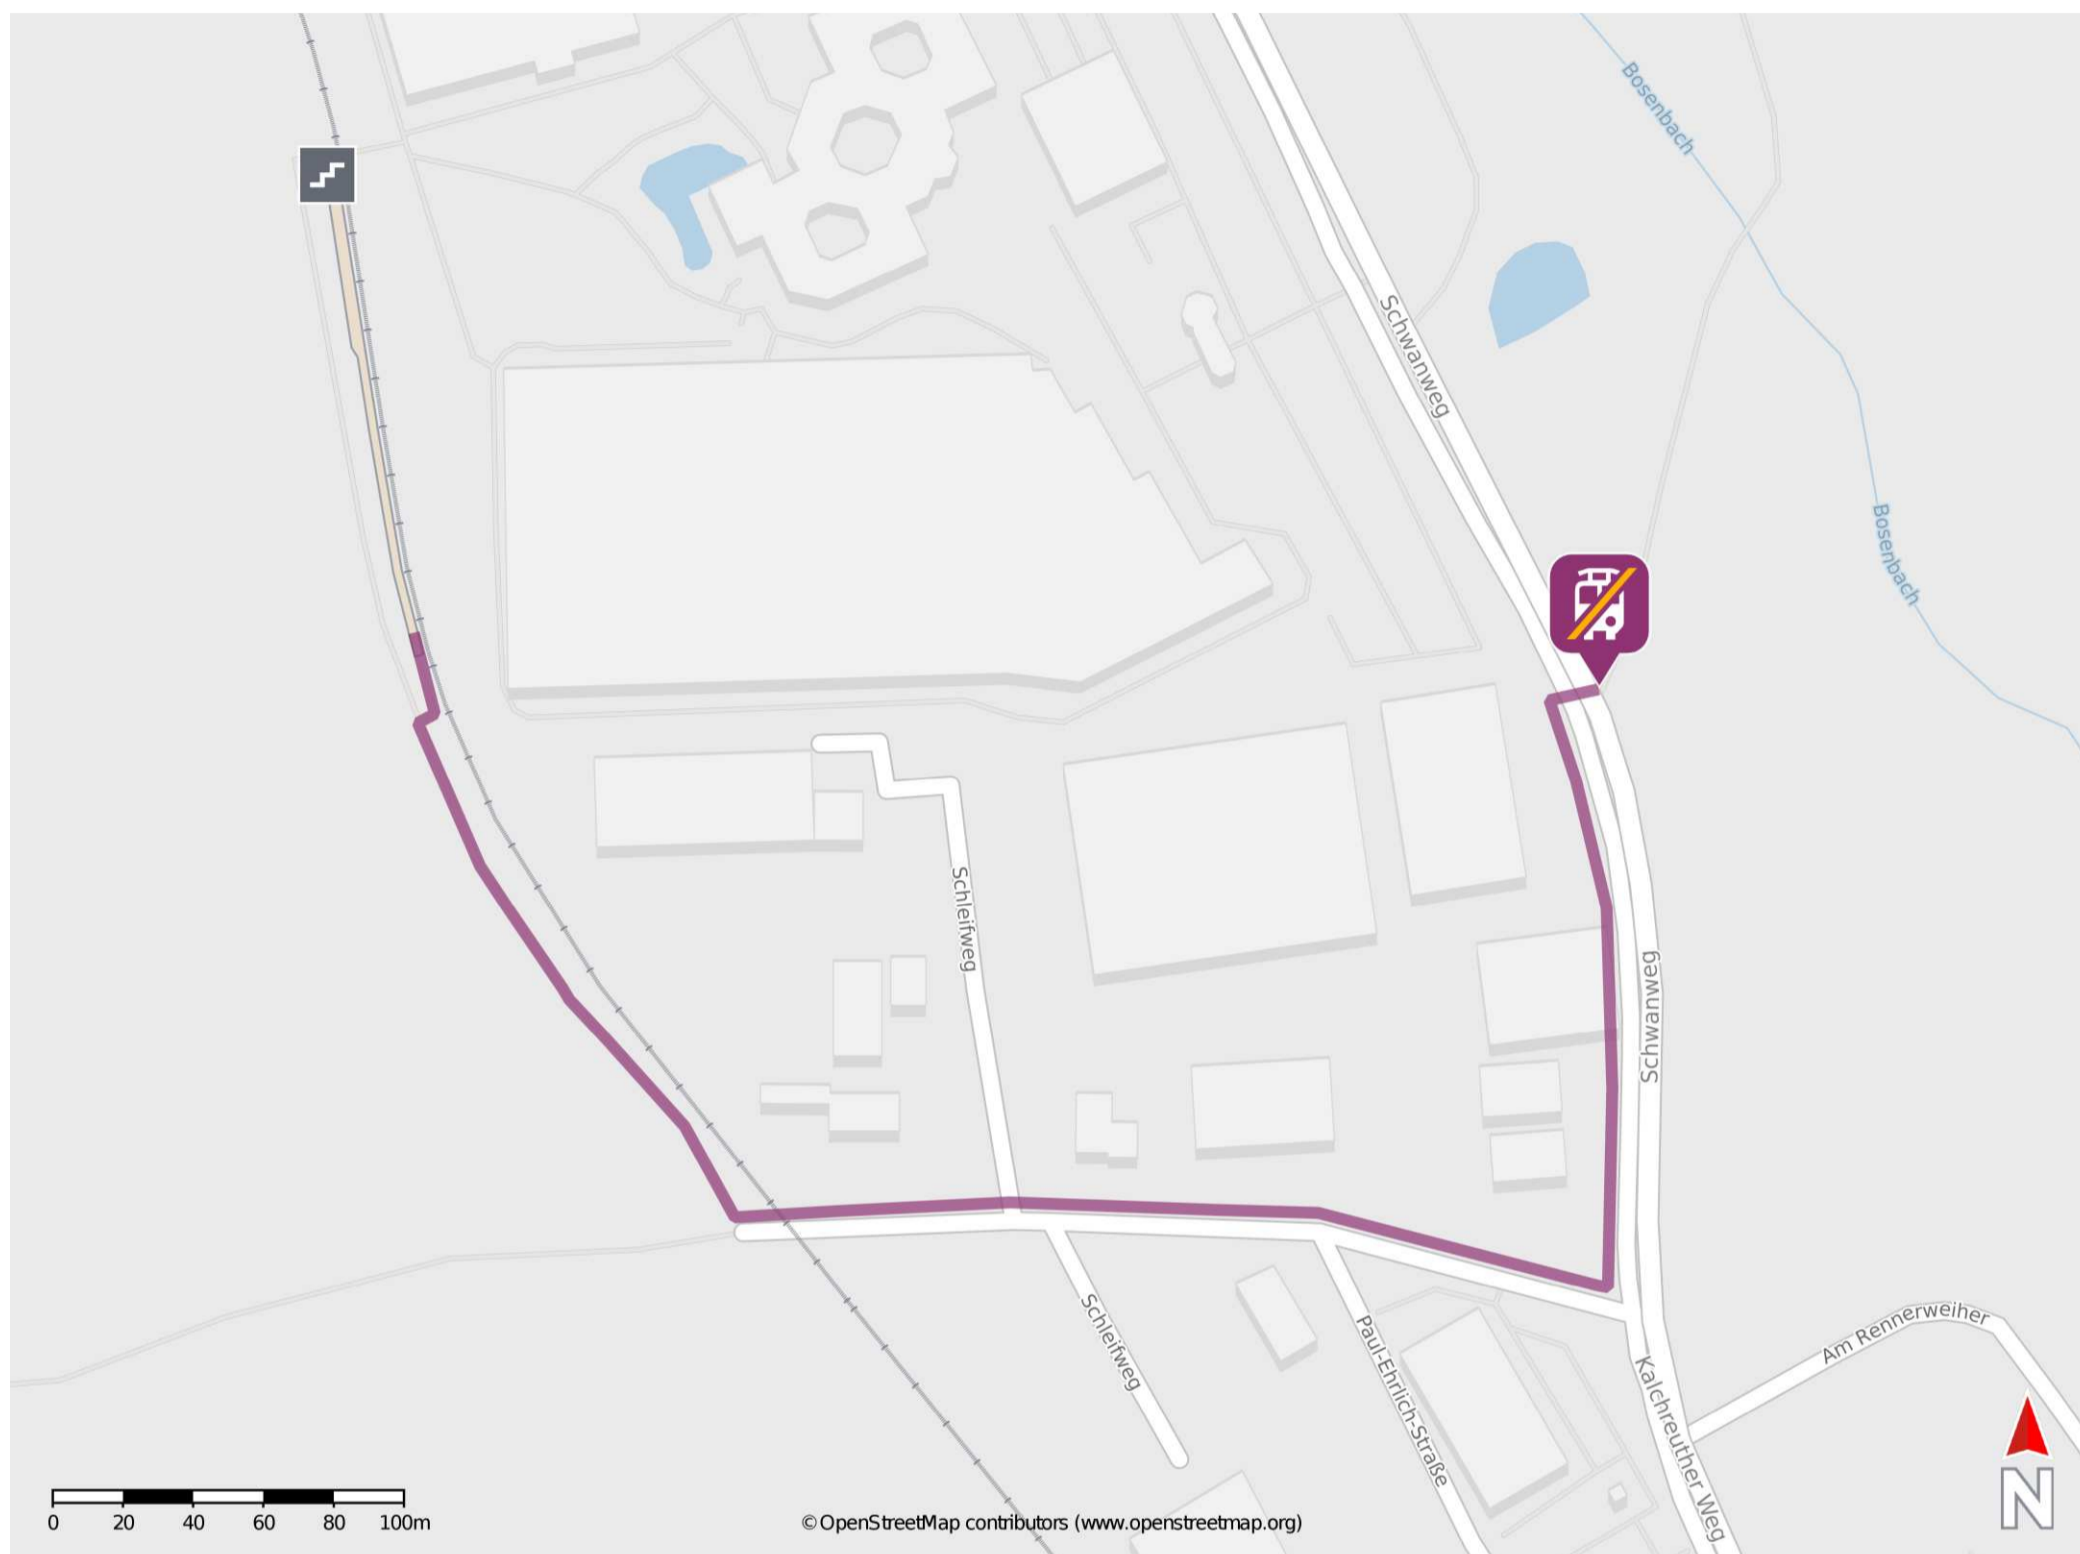 Bosenbach
Schwanweg
Bosenbach
Schleifweg
Schwanweg
Schleifweg
Paul-Ehrlich-Straße
Am Rennerweiher
Kalchreuther Weg
N
0 20 40 60 80 100m
©OpenStreetMap contributors (www.openstreetmap.org)